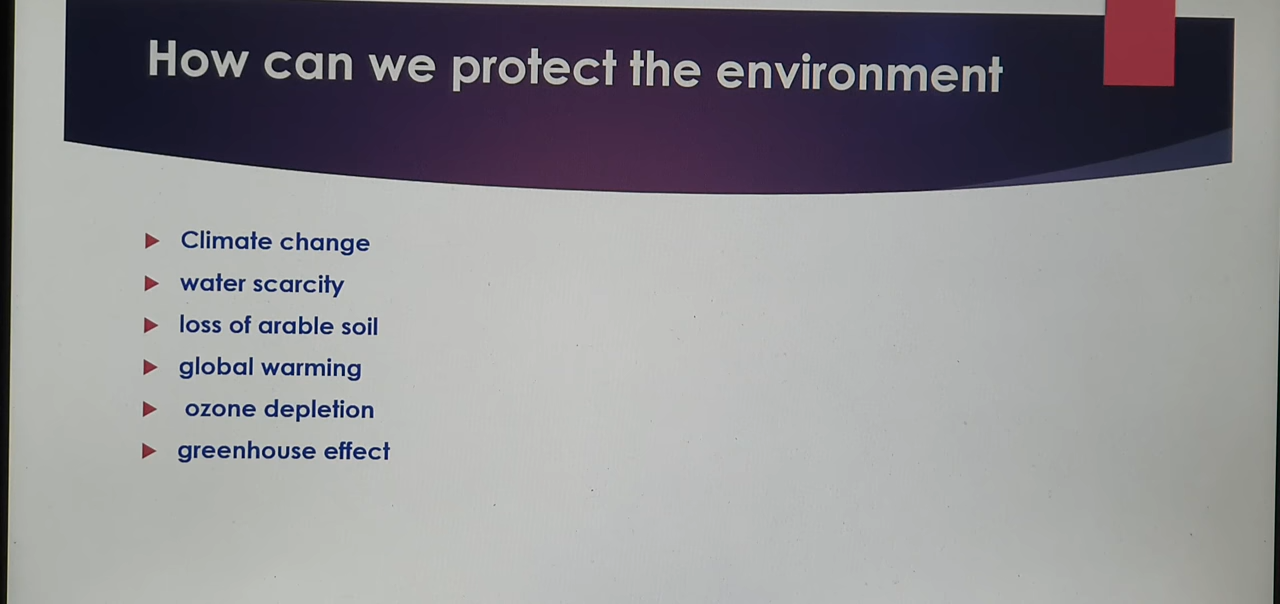 How can we protect the environment
Climate change
water scarcity
loss of arable soil
global warming
ozone depletion
greenhouse effect